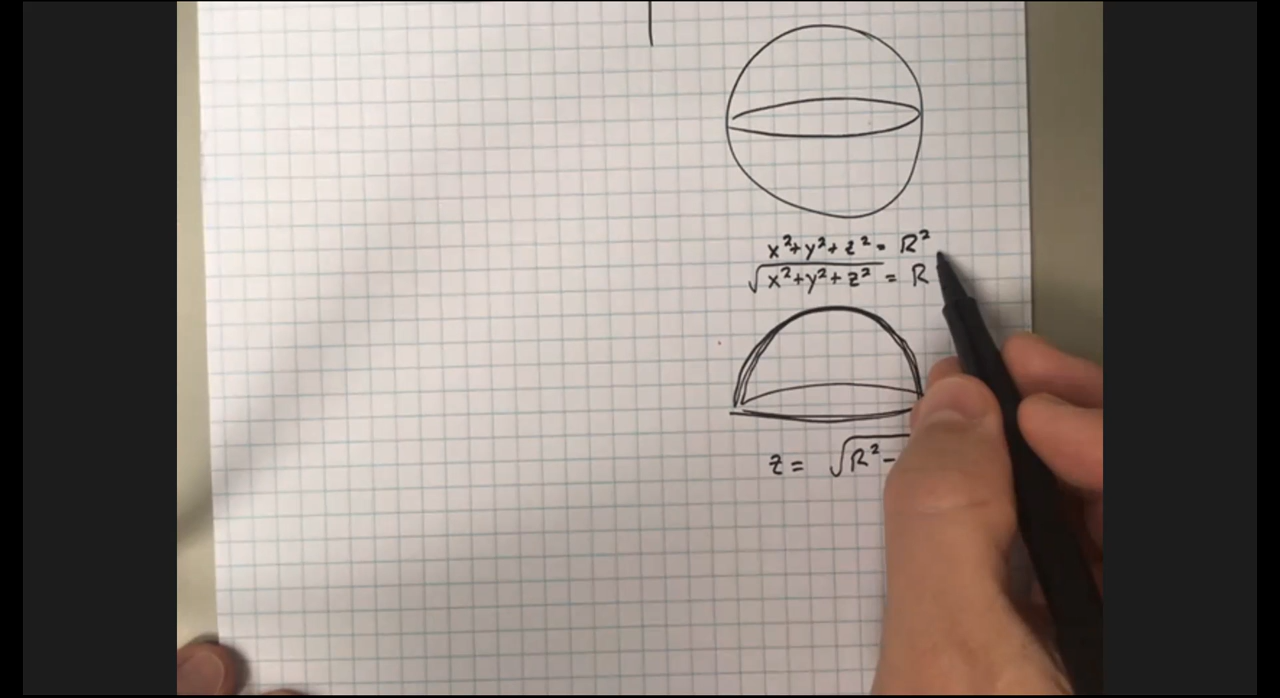 x²+y²+z² = R²
√x²+y²+z² = R
z = √R²-